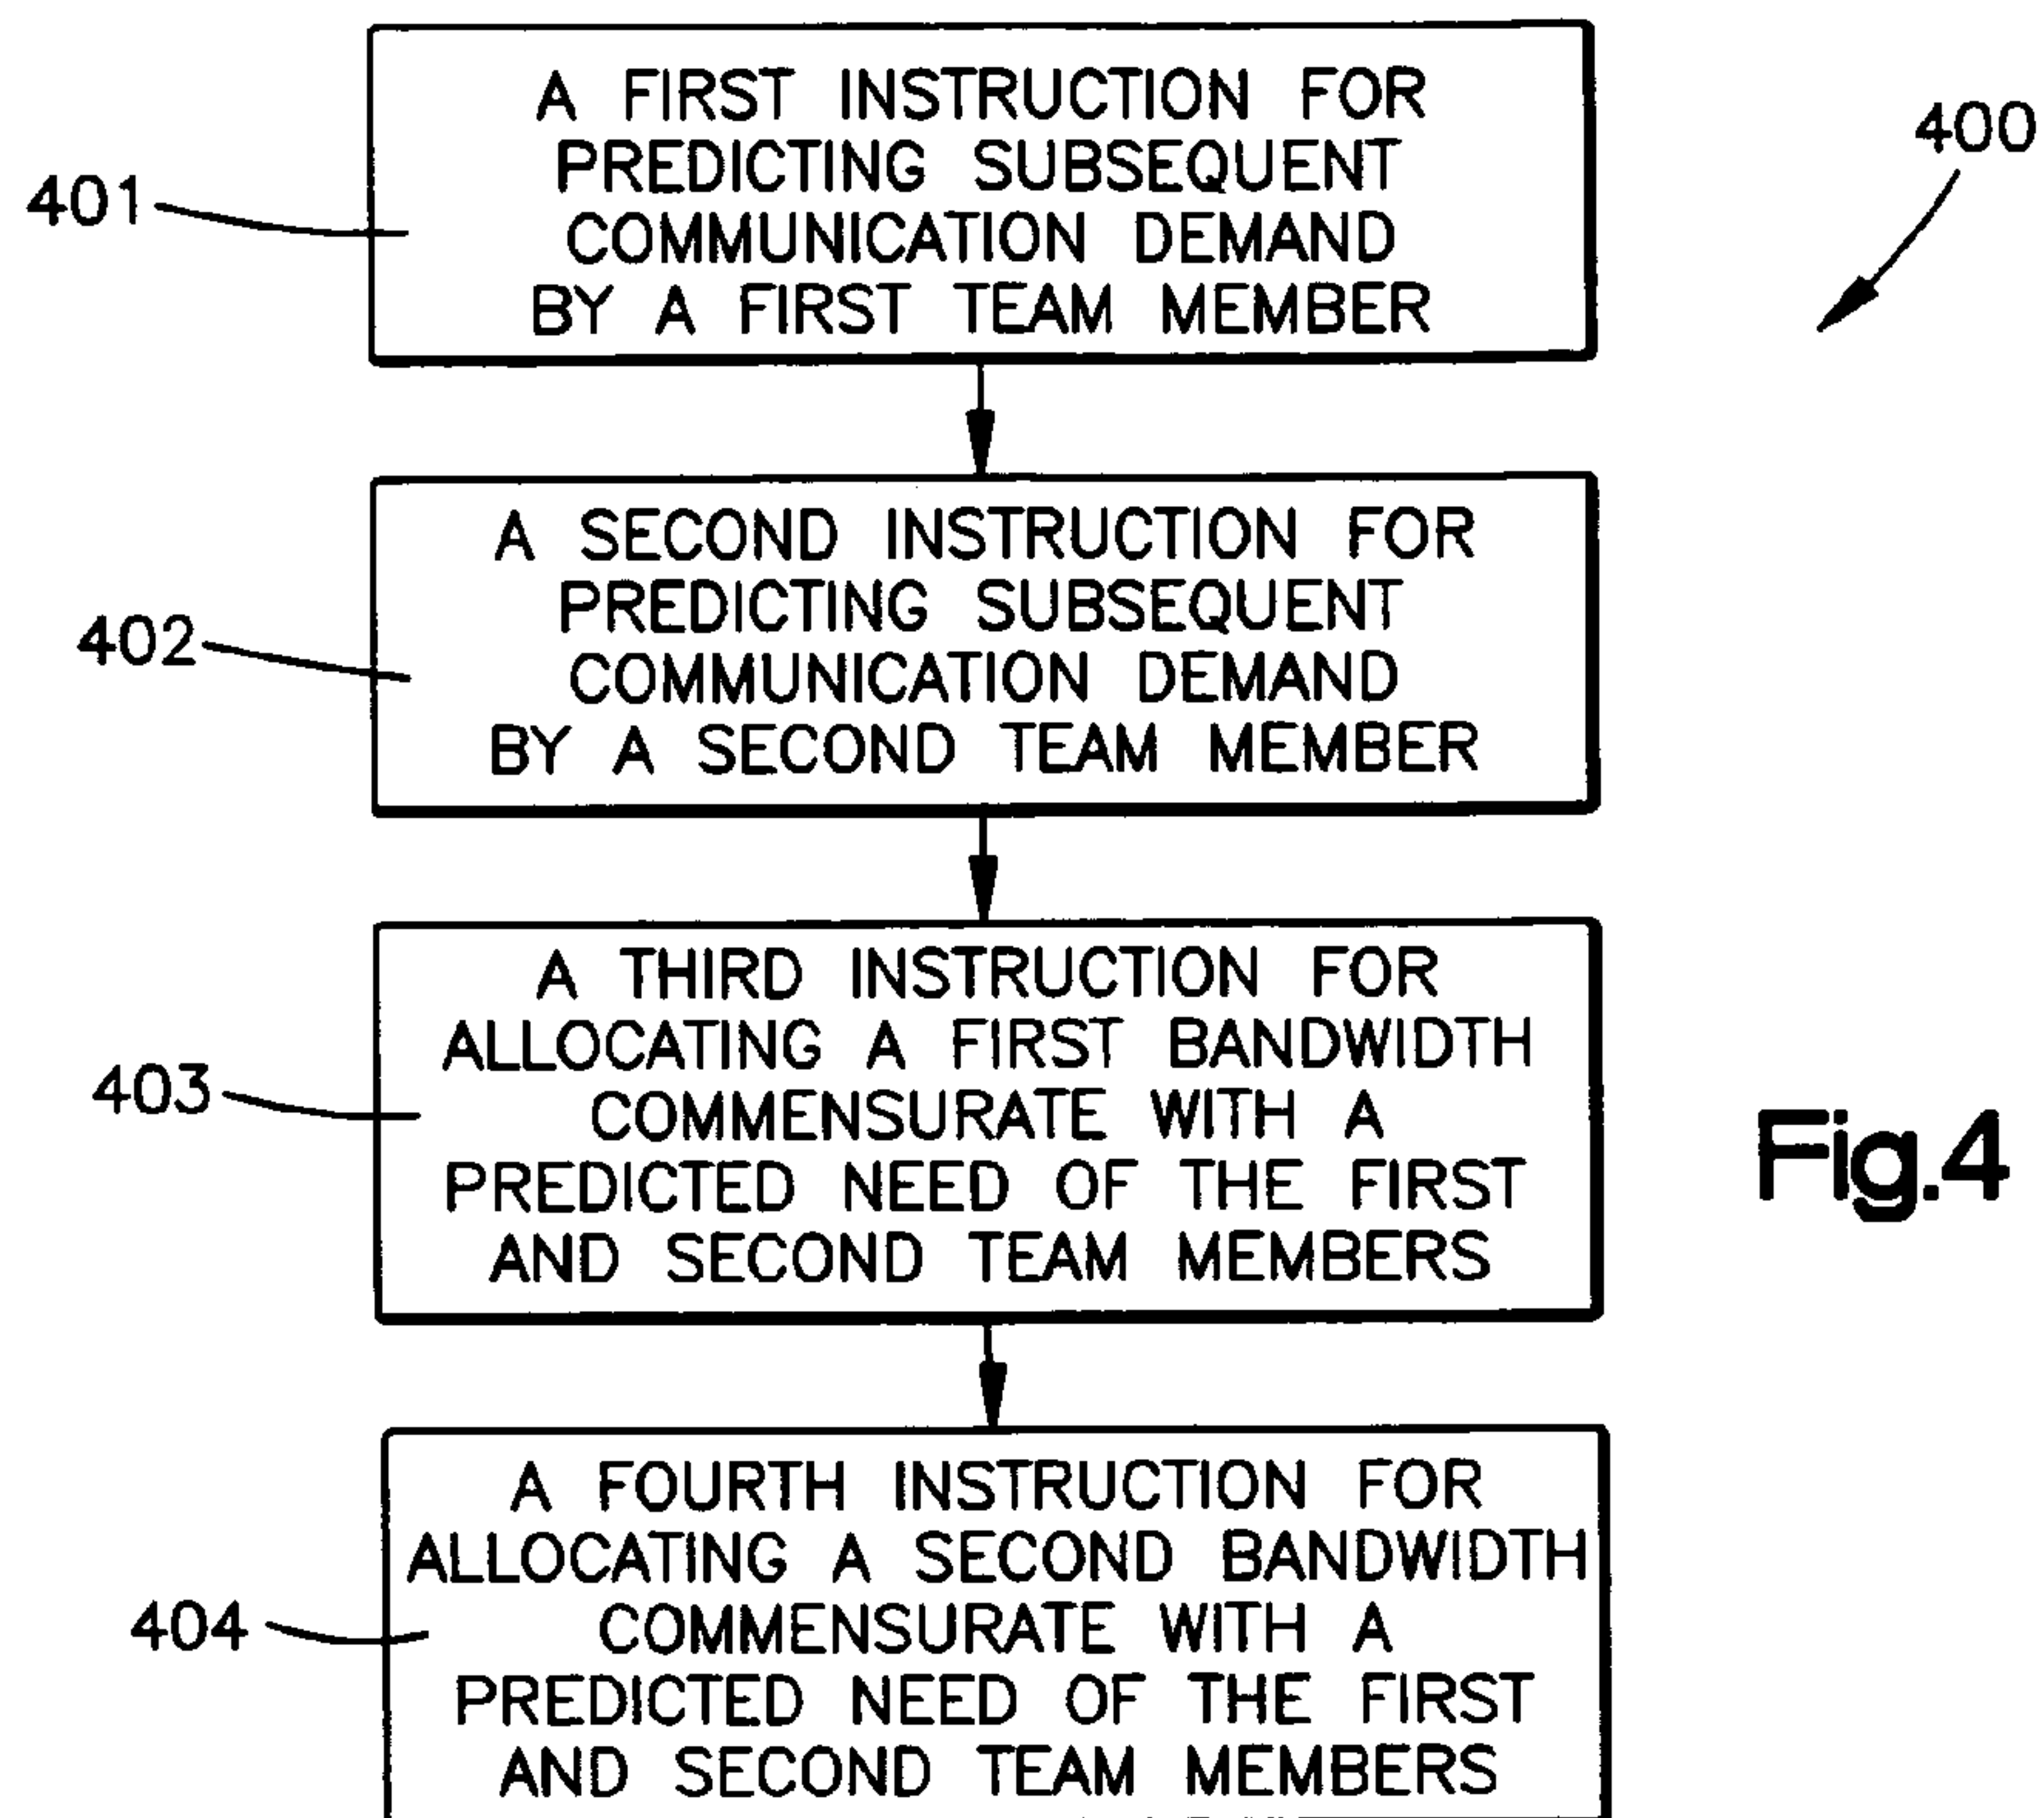 A FIRST INSTRUCTION FOR
PREDICTING SUBSEQUENT
COMMUNICATION DEMAND
BY A FIRST TEAM MEMBER
400
401
A SECOND INSTRUCTION FOR
PREDICTING SUBSEQUENT
COMMUNICATION DEMAND
BY A SECOND TEAM MEMBER
402
A THIRD INSTRUCTION FOR
ALLOCATING A FIRST BANDWIDTH
COMMENSURATE WITH A
PREDICTED NEED OF THE FIRST
AND SECOND TEAM MEMBERS
403
Fig.4
A FOURTH INSTRUCTION FOR
ALLOCATING A SECOND BANDWIDTH
COMMENSURATE WITH A
PREDICTED NEED OF THE FIRST
AND SECOND TEAM MEMBERS
404